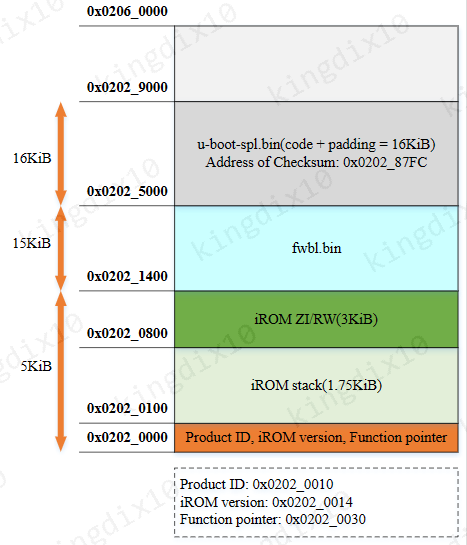 0x0206_0000
0x0202_9000
16KiB
u-boot-spl.bin(code + padding = 16KiB)
Address of Checksum: 0x0202_87FC
0x0202_5000
15KiB
fwbl.bin
0x0202_1400
iROM ZI/RW(3KiB)
0x0202_0800
5KiB
iROM stack(1.75KiB)
0x0202_0100
0x0202_0000
Product ID, iROM version, Function pointer
Product ID: 0x0202_0010
iROM version: 0x0202_0014
Function pointer: 0x0202_0030
kingdix10
kingdix10
kingdix10
kingdix10
kingdix10
kingdix10
kingdix10